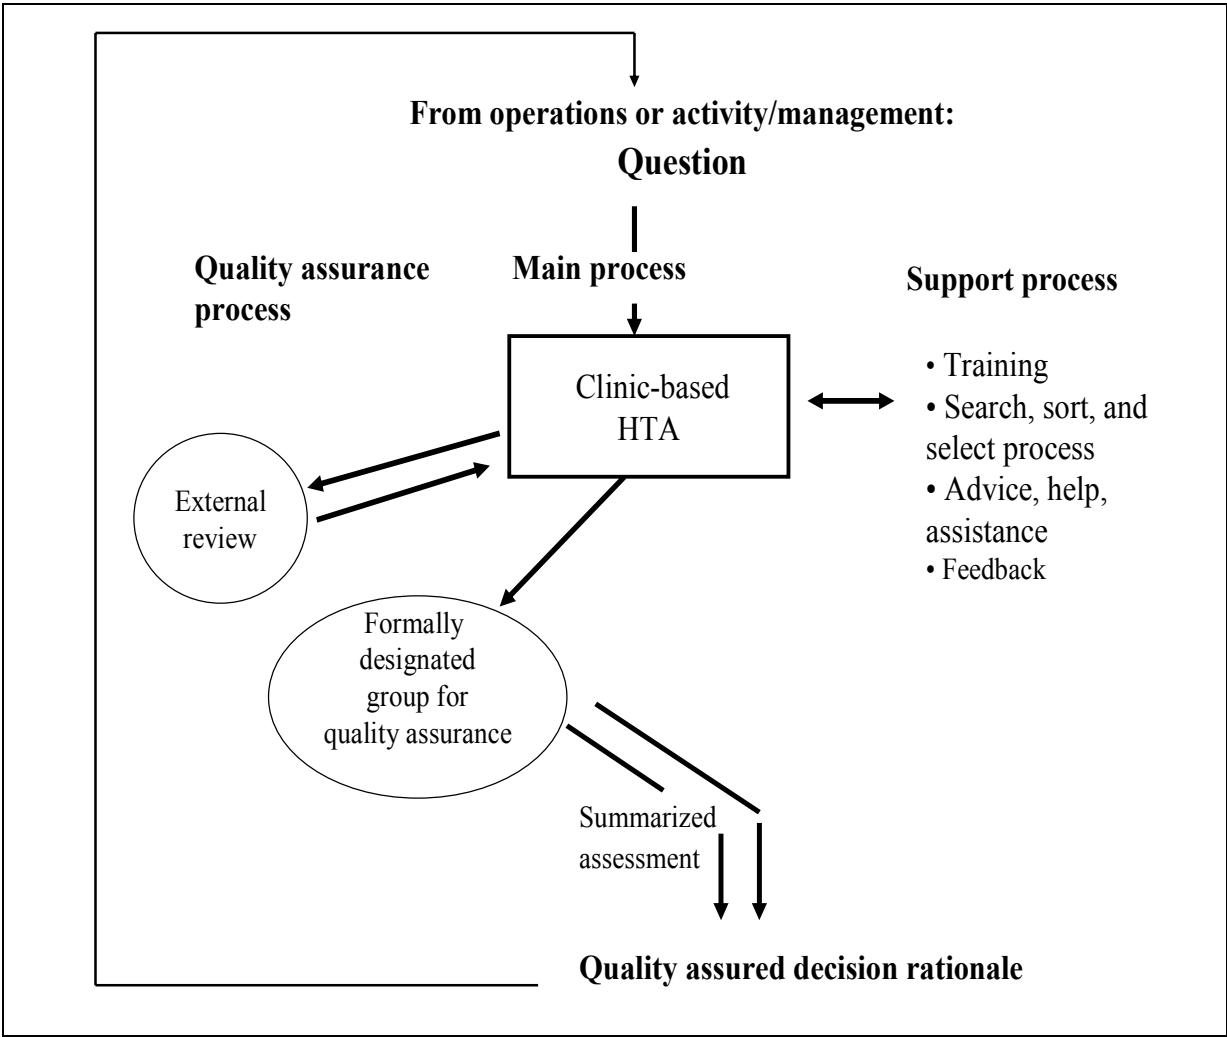 From operations or activity/management:
Question
Quality assurance
process
Main process
Support process
Clinic-based
HTA
• Training
• Search, sort, and
select process
• Advice, help,
assistance
• Feedback
External
review
Formally
designated
group for
quality assurance
Summarized
assessment
Quality assured decision rationale